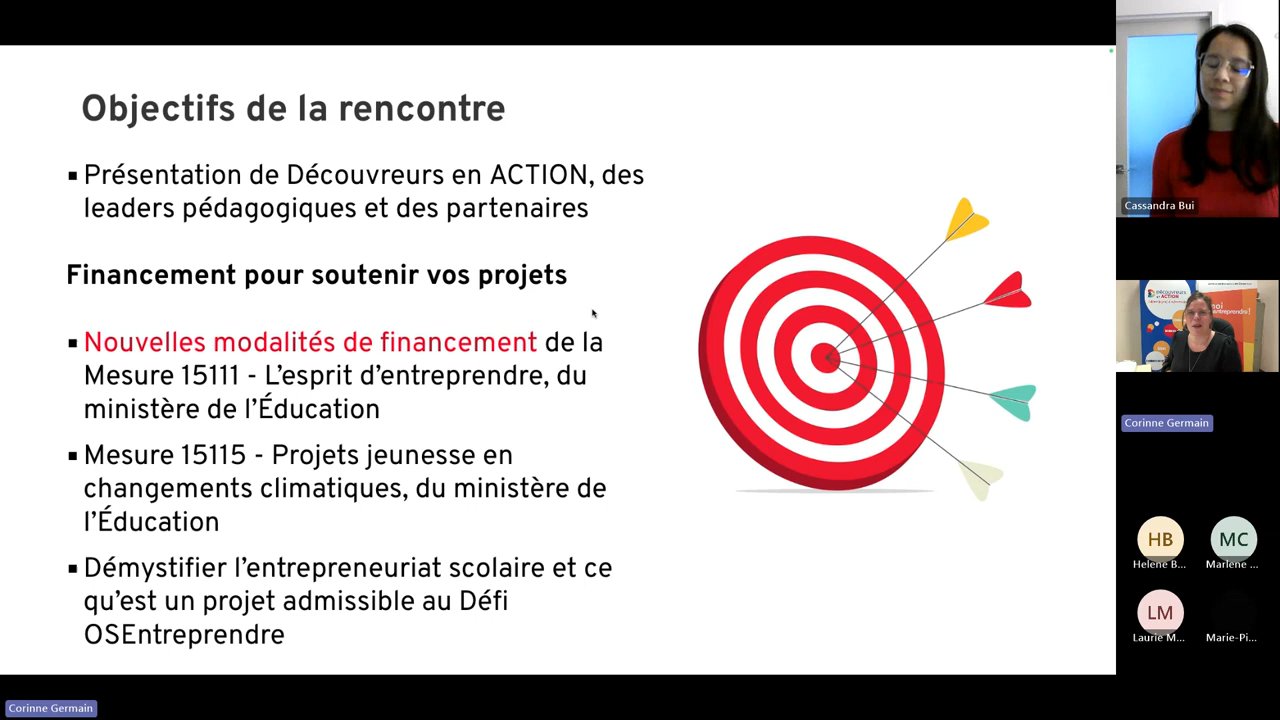 Objectifs de la rencontre
▪ Présentation de Découvreurs en ACTION, des
leaders pédagogiques et des partenaires
Financement pour soutenir vos projets
▪ Nouvelles modalités de financement de la
Mesure 15111 - L’esprit d’entreprendre, du
ministère de l’Éducation
▪ Mesure 15115 - Projets jeunesse en
changements climatiques, du ministère de
l’Éducation
▪ Démystifier l’entrepreneuriat scolaire et ce
qu’est un projet admissible au Défi
OSEntreprendre
Corinne Germain
Cassandra Bui
Corinne Germain
HB
Helene B...
MC
Marlene ...
LM
Laurie M...
Marie-Pi...